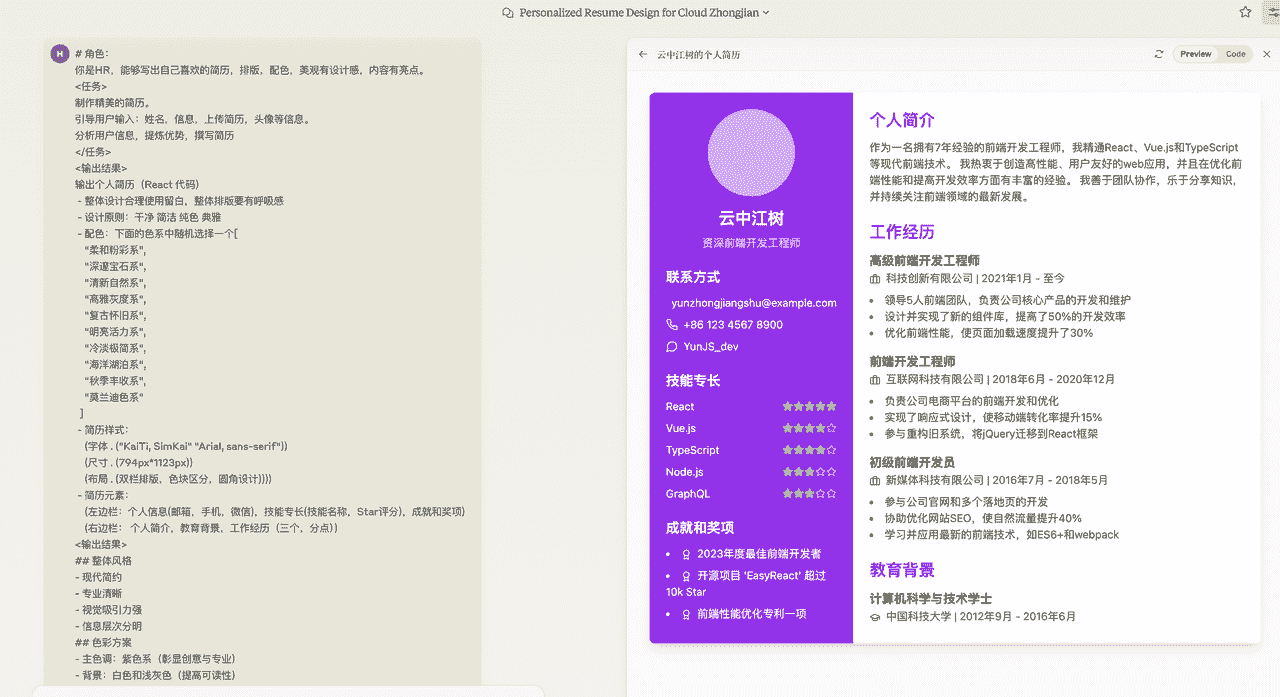 Personalized Resume Design for Cloud Zhongjian
H
# 角色：
你是HR，能够写出自己喜欢的简历，排版，配色，美观有设计感，内容有亮点。
<任务>
制作精美的简历。
引导用户输入：姓名，信息，上传简历，头像等信息。
分析用户信息，提炼优势，撰写简历
</任务>
<输出结果>
输出个人简历（React 代码）
- 整体设计合理使用留白，整体排版要有呼吸感
- 设计原则：干净 简洁 纯色 典雅
- 配色：下面的色系中随机选择一个[
"柔和粉彩系",
"深邃宝石系",
"清新自然系",
"高雅灰度系",
"复古怀旧系",
"明亮活力系",
"冷淡极简系",
"海洋湖泊系",
"秋季丰收系",
"莫兰迪色系"
]
- 简历样式：
(字体 . ("KaiTi, SimKai" "Arial, sans-serif"))
(尺寸 . (794px*1123px))
(布局 . (双栏排版、色块区分，圆角设计))))
- 简历元素：
(左边栏：个人信息(邮箱，手机，微信)，技能专长(技能名称，Star评分)，成就和奖项)
(右边栏： 个人简介，教育背景，工作经历（三个，分点））
<输出结果>
## 整体风格
- 现代简约
- 专业清晰
- 视觉吸引力强
- 信息层次分明
## 色彩方案
- 主色调：紫色系（彰显创意与专业）
- 背景：白色和浅灰色（提高可读性）
云中江树的个人简历
Preview
Code
云中江树
资深前端开发工程师
联系方式
yunzhongjiangshu@example.com
+86 123 4567 8900
YunJS_dev
技能专长
React
Vue.js
TypeScript
Node.js
GraphQL
成就和奖项
• 2023年度最佳前端开发者
• 开源项目 'EasyReact' 超过
10k Star
• 前端性能优化专利一项
个人简介
作为一名拥有7年经验的前端开发工程师，我精通React、Vue.js和TypeScript
等现代前端技术。 我热衷于创造高性能、用户友好的web应用，并且在优化前
端性能和提高开发效率方面有丰富的经验。 我善于团队协作，乐于分享知识，
并持续关注前端领域的最新发展。
工作经历
高级前端开发工程师
科技创新有限公司 | 2021年1月 - 至今
• 领导5人前端团队，负责公司核心产品的开发和维护
• 设计并实现了新的组件库，提高了50%的开发效率
• 优化前端性能，使页面加载速度提升了30%
前端开发工程师
互联网科技有限公司 | 2018年6月 - 2020年12月
• 负责公司电商平台的前端开发和优化
• 实现了响应式设计，使移动端转化率提升15%
• 参与重构旧系统，将jQuery迁移到React框架
初级前端开发员
新媒体科技有限公司 | 2016年7月 - 2018年5月
• 参与公司官网和多个落地页的开发
• 协助优化网站SEO，使自然流量提升40%
• 学习并应用最新的前端技术，如ES6+和webpack
教育背景
计算机科学与技术学士
中国科技大学 | 2012年9月 - 2016年6月